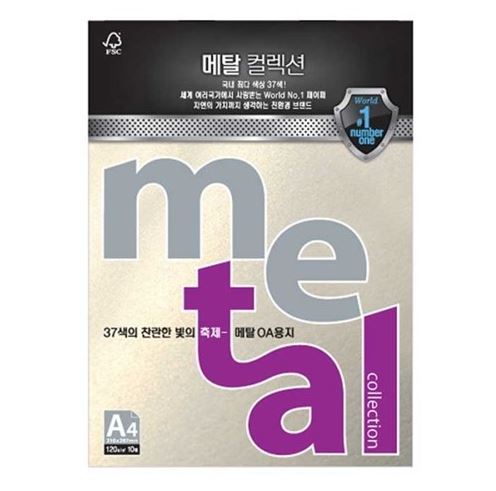 FSC
메탈 컬렉션
국내 최다 색상 37색!
세계 여러국가에서 사랑받는 World No.1 페이퍼
자연의 가치까지 생각하는 친환경 브랜드
World
#1
number
one
metal
37색의 찬란한 빛의 축제- 메탈 OA용지
collection
A4
210x297mm
120g/㎡ 10매